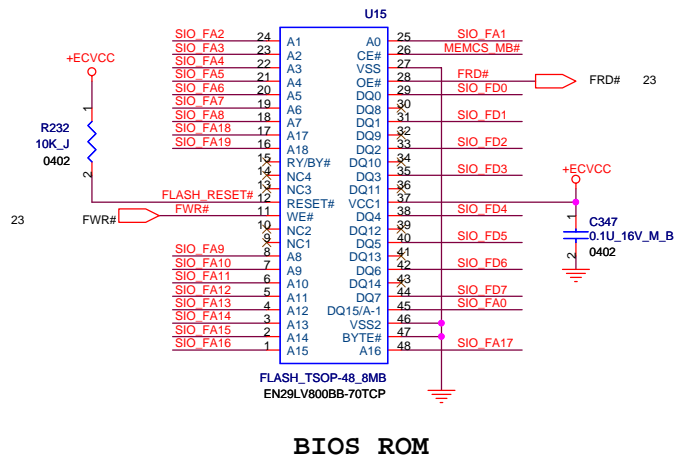 U15
SIO_FA2 24 A1 A0 25 SIO_FA1
SIO_FA3 23 A2 CE# 26 MEMCS_MB#
SIO_FA4 22 A3 VSS 27
SIO_FA5 21 A4 OE# 28 FRD# FRD# 23
SIO_FA6 20 A5 DQ0 29 SIO_FD0
SIO_FA7 19 A6 DQ8 30
SIO_FA8 18 A7 DQ1 31 SIO_FD1
SIO_FA18 17 A17 DQ9 32
SIO_FA19 16 A18 DQ2 33 SIO_FD2
15 RY/BY# DQ10 34
14 NC4 DQ3 35 SIO_FD3
13 NC3 DQ11 36
FLASH_RESET# 12 RESET# VCC1 37
23 FWR# FWR# 11 WE# DQ4 38 SIO_FD4
10 NC2 DQ12 39
9 NC1 DQ5 40 SIO_FD5
SIO_FA9 8 A8 DQ13 41
SIO_FA10 7 A9 DQ6 42 SIO_FD6
SIO_FA11 6 A10 DQ14 43
SIO_FA12 5 A11 DQ7 44 SIO_FD7
SIO_FA13 4 A12 DQ15/A-1 45 SIO_FA0
SIO_FA14 3 A13 VSS2 46
SIO_FA15 2 A14 BYTE# 47
SIO_FA16 1 A15 A16 48 SIO_FA17
FLASH_TSOP-48_8MB
EN29LV800BB-70TCP
+ECVCC
1
R232
10K_J
0402
2
+ECVCC
1
C347
0.1U_16V_M_B
2 0402
BIOS ROM